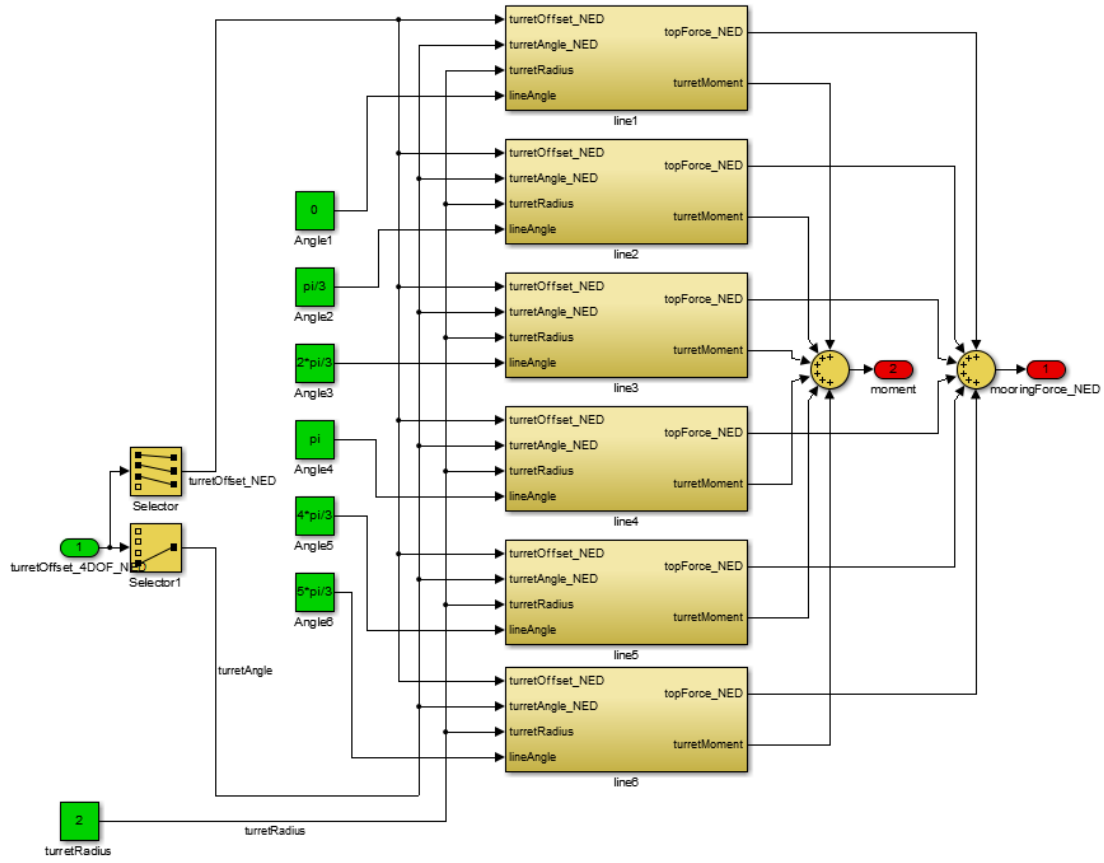 turretOffset_NED
turretAngle_NED
turretRadius
lineAngle
topForce_NED
turretMoment
line1
turretOffset_NED
turretAngle_NED
turretRadius
lineAngle
topForce_NED
turretMoment
line2
turretOffset_NED
turretAngle_NED
turretRadius
lineAngle
topForce_NED
turretMoment
line3
turretOffset_NED
turretAngle_NED
turretRadius
lineAngle
topForce_NED
turretMoment
line4
turretOffset_NED
turretAngle_NED
turretRadius
lineAngle
topForce_NED
turretMoment
line5
turretOffset_NED
turretAngle_NED
turretRadius
lineAngle
topForce_NED
turretMoment
line6
0
Angle1
pi/3
Angle2
2*pi/3
Angle3
pi
Angle4
4*pi/3
Angle5
5*pi/3
Angle6
turretOffset_NED
Selector
1
turretOffset_4DOF_NED
Selector1
turretAngle
2
turretRadius
turretRadius
2
moment
1
mooringForce_NED